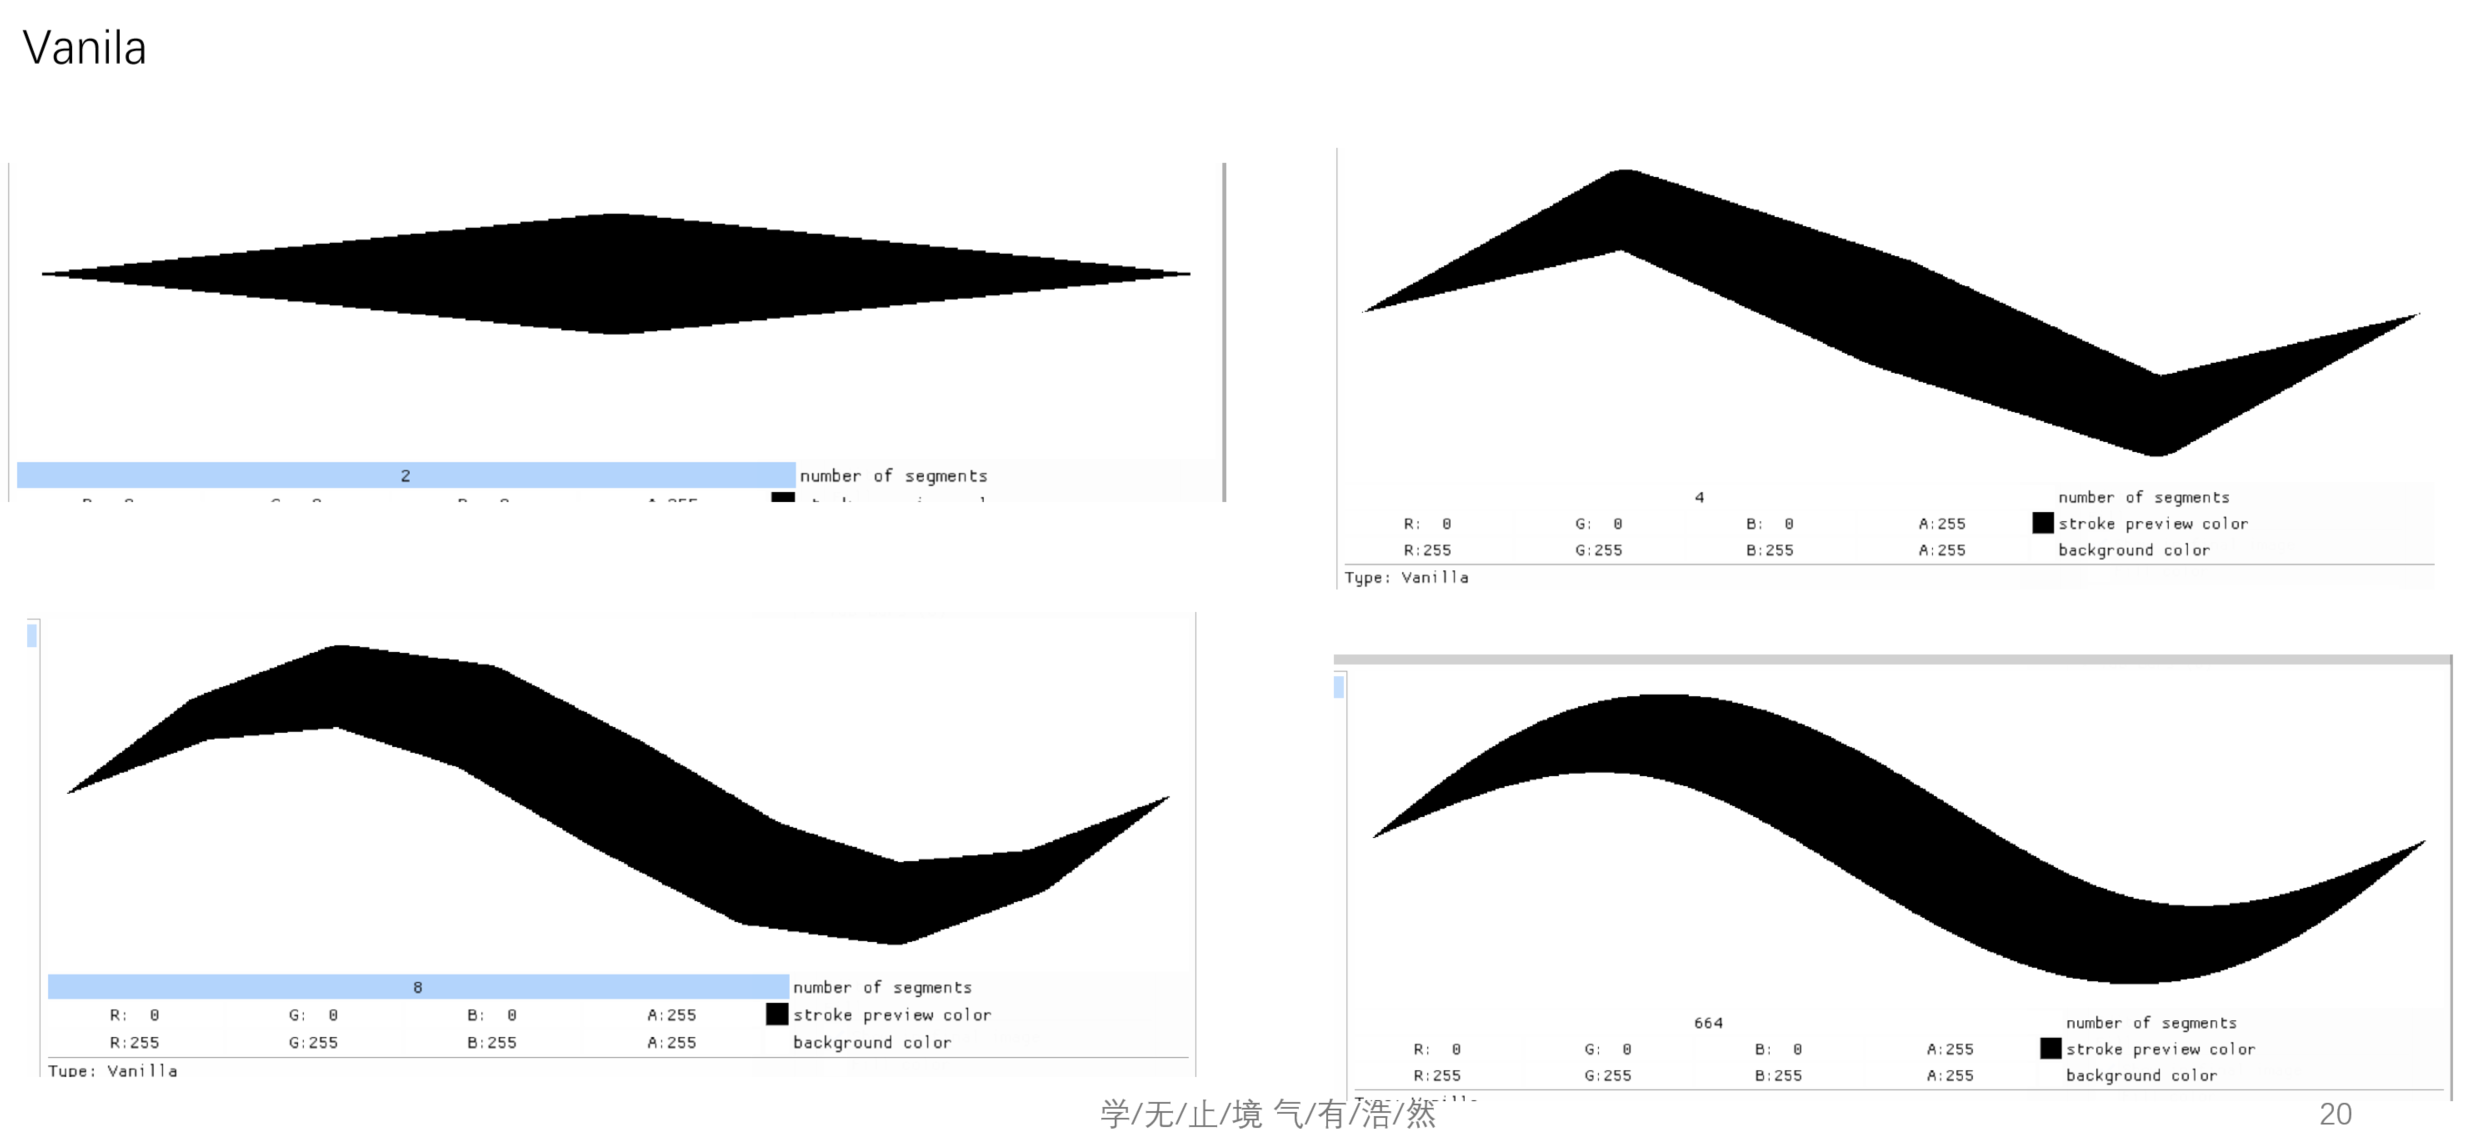 Vanila
2 number of segments
A:255
4 number of segments
R: 0 G: 0 B: 0 A:255 stroke preview color
R:255 G:255 B:255 A:255 background color
Type: Vanilla
8 number of segments
R: 0 G: 0 B: 0 A:255 stroke preview color
R:255 G:255 B:255 A:255 background color
Type: Vanilla
664 number of segments
R: 0 G: 0 B: 0 A:255 stroke preview color
R:255 G:255 B:255 A:255 background color
学/无/止/境 气/有/浩/然
20